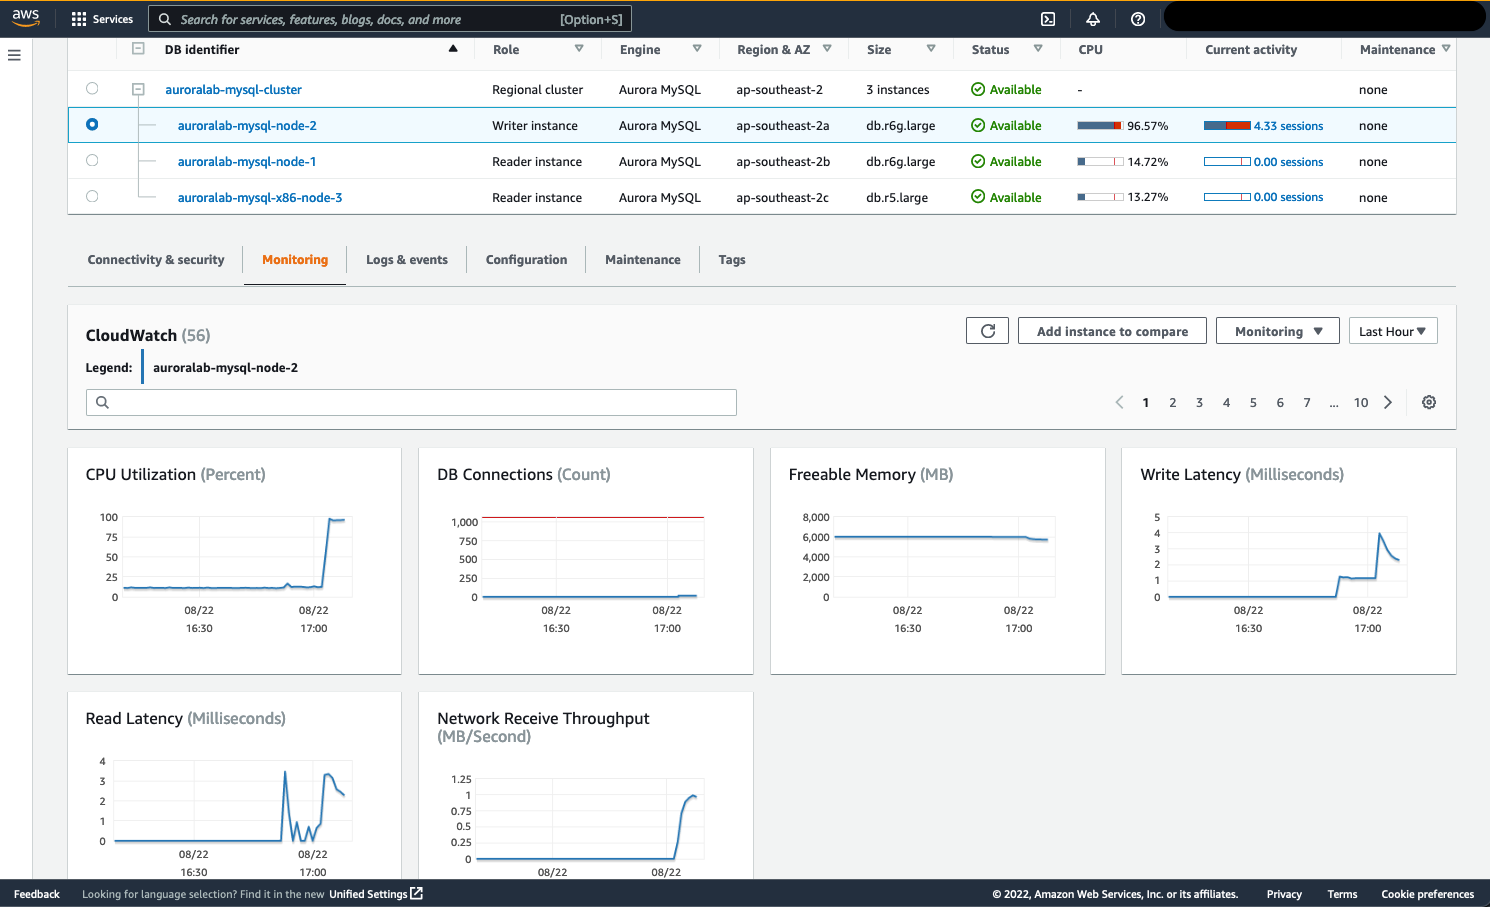 aws Services Search for services, features, blogs, docs, and more [Option+S]
DB identifier Role Engine Region & AZ Size Status CPU Current activity Maintenance
auroralab-mysql-cluster Regional cluster Aurora MySQL ap-southeast-2 3 instances Available - none
auroralab-mysql-node-2 Writer instance Aurora MySQL ap-southeast-2a db.r6g.large Available 96.57% 4.33 sessions none
auroralab-mysql-node-1 Reader instance Aurora MySQL ap-southeast-2b db.r6g.large Available 14.72% 0.00 sessions none
auroralab-mysql-x86-node-3 Reader instance Aurora MySQL ap-southeast-2c db.r5.large Available 13.27% 0.00 sessions none
Connectivity & security Monitoring Logs & events Configuration Maintenance Tags
CloudWatch (56) Add instance to compare Monitoring Last Hour
Legend: auroralab-mysql-node-2
1 2 3 4 5 6 7 ... 10
CPU Utilization (Percent)
100
75
50
25
0
08/22 08/22
16:30 17:00
DB Connections (Count)
1,000
750
500
250
0
08/22 08/22
16:30 17:00
Freeable Memory (MB)
8,000
6,000
4,000
2,000
0
08/22 08/22
16:30 17:00
Write Latency (Milliseconds)
5
4
3
2
1
0
08/22 08/22
16:30 17:00
Read Latency (Milliseconds)
4
3
2
1
0
08/22 08/22
16:30 17:00
Network Receive Throughput
(MB/Second)
1.25
1
0.75
0.5
0.25
0
08/22 08/22
Feedback Looking for language selection? Find it in the new Unified Settings © 2022, Amazon Web Services, Inc. or its affiliates. Privacy Terms Cookie preferences